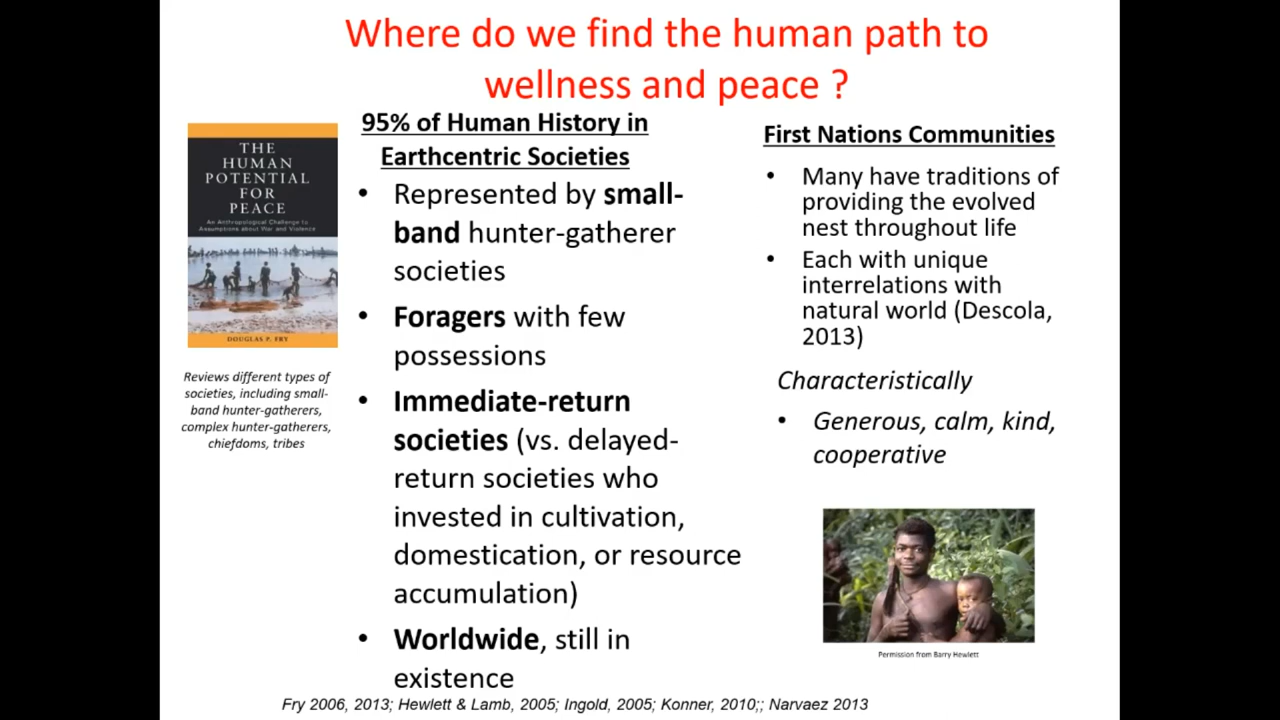 Where do we find the human path to
wellness and peace ?
THE
HUMAN
POTENTIAL
FOR
PEACE
An Anthropological Challenge to
Assumptions about War and Violence
DOUGLAS P. FRY
Reviews different types of
societies, including small-
band hunter-gatherers,
complex hunter-gatherers,
chiefdoms, tribes
95% of Human History in
Earthcentric Societies
• Represented by small-
band hunter-gatherer
societies
• Foragers with few
possessions
• Immediate-return
societies (vs. delayed-
return societies who
invested in cultivation,
domestication, or resource
accumulation)
• Worldwide, still in
existence
First Nations Communities
• Many have traditions of
providing the evolved
nest throughout life
• Each with unique
interrelations with
natural world (Descola,
2013)
Characteristically
• Generous, calm, kind,
cooperative
Permission from Barry Hewlett
Fry 2006, 2013; Hewlett & Lamb, 2005; Ingold, 2005; Konner, 2010;; Narvaez 2013